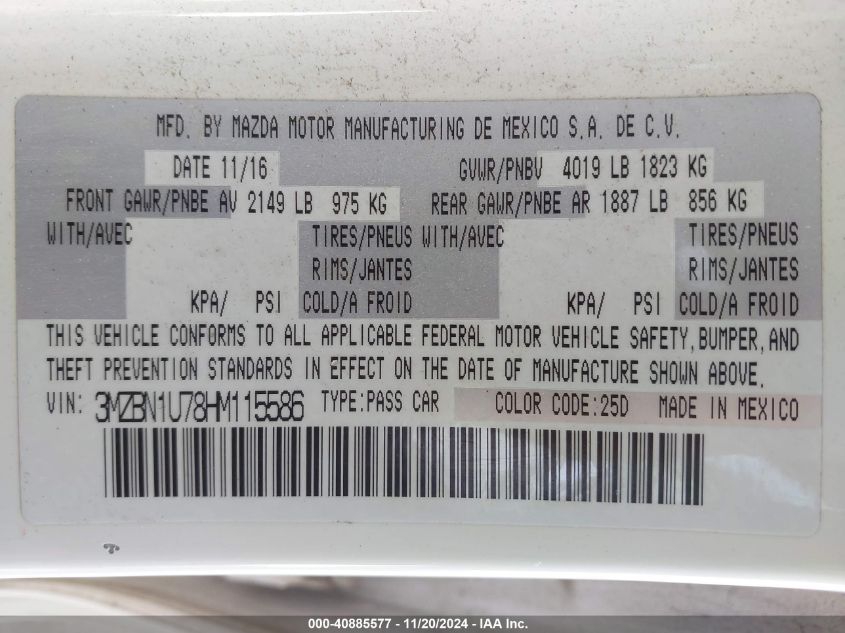 MFD. BY MAZDA MOTOR MANUFACTURING DE MEXICO S.A. DE C.V.
DATE 11/16 GVWR/PNBV 4019 LB 1823 KG
FRONT GAWR/PNBE AV 2149 LB 975 KG REAR GAWR/PNBE AR 1887 LB 856 KG
WITH/AVEC TIRES/PNEUS WITH/AVEC TIRES/PNEUS
RIMS/JANTES RIMS/JANTES
KPA/ PSI COLD/A FROID KPA/ PSI COLD/A FROID
THIS VEHICLE CONFORMS TO ALL APPLICABLE FEDERAL MOTOR VEHICLE SAFETY, BUMPER, AND
THEFT PREVENTION STANDARDS IN EFFECT ON THE DATE OF MANUFACTURE SHOWN ABOVE.
VIN: 3MZBN1U78HM115586 TYPE:PASS CAR COLOR CODE:25D MADE IN MEXICO
000-40885577 - 11/20/2024 - IAA Inc.